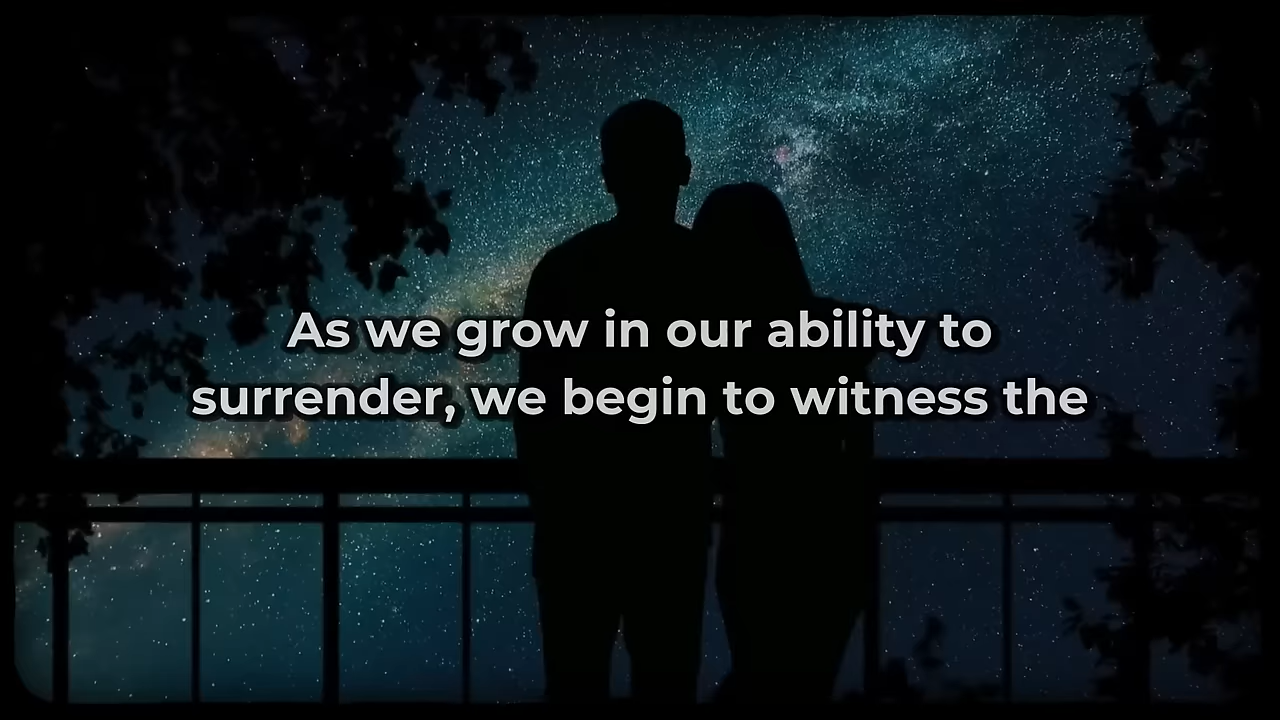 As we grow in our ability to
surrender, we begin to witness the